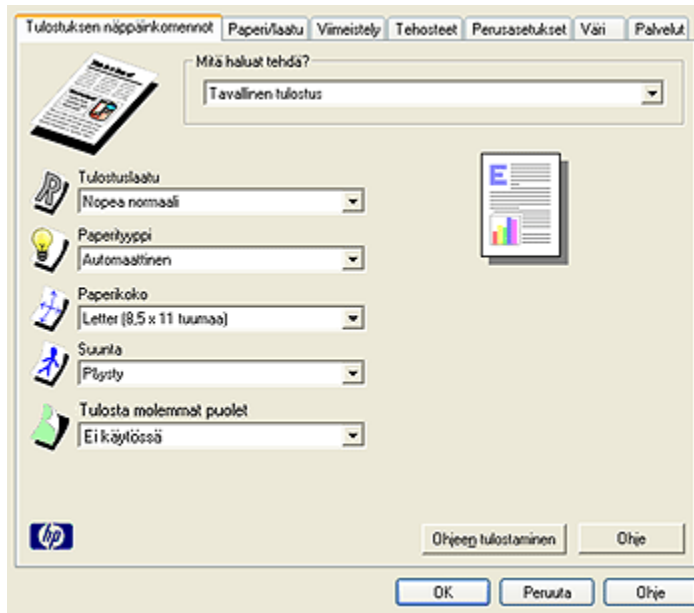 Tulostuksen näppäinkomennot Paperi/laatu Viimeistely Tehosteet Perusasetukset Väri Palvelut
Mitä haluat tehdä?
Tavallinen tulostus
Tulostuslaatu
Nopea normaali
Paperityyppi
Automaattinen
Paperikoko
Letter (8,5 x 11 tuumaa)
Suunta
Pÿsty
Tulosta molemmat puolet
Ei käytössä
hp
Ohjeen tulostaminen Ohje
OK Peruuta Ohje